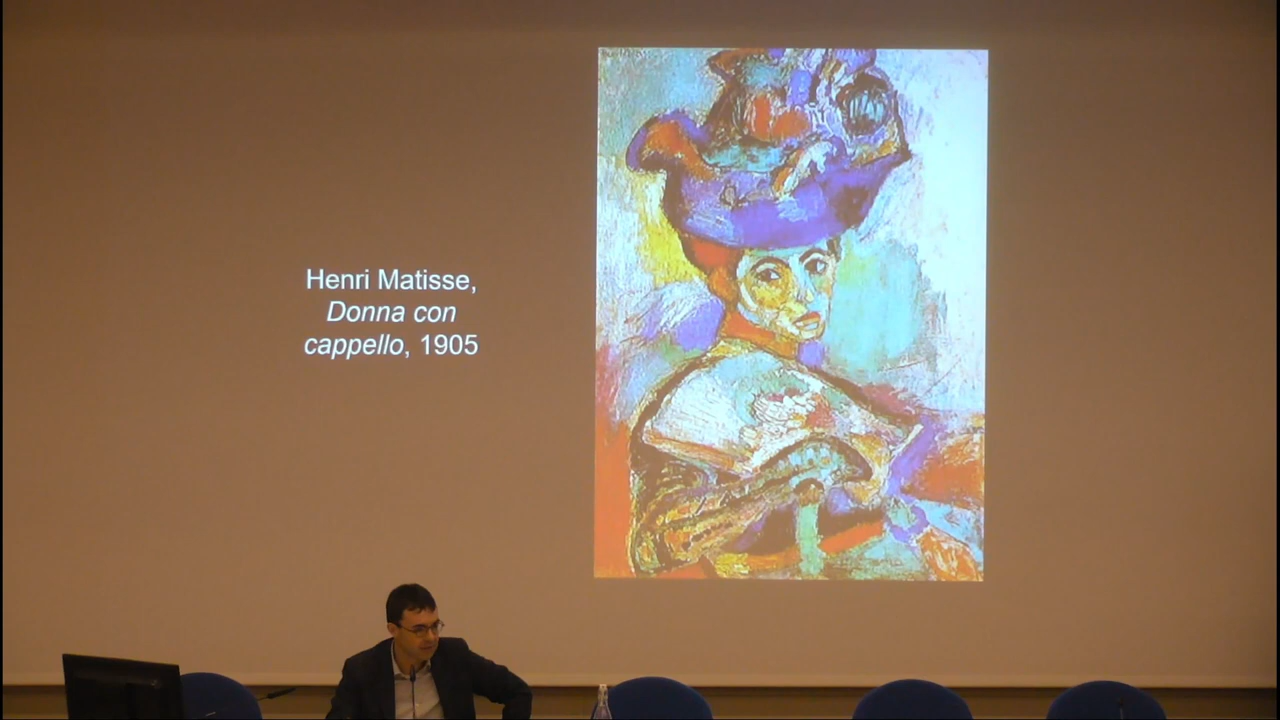 Henri Matisse,
Donna con
cappello, 1905